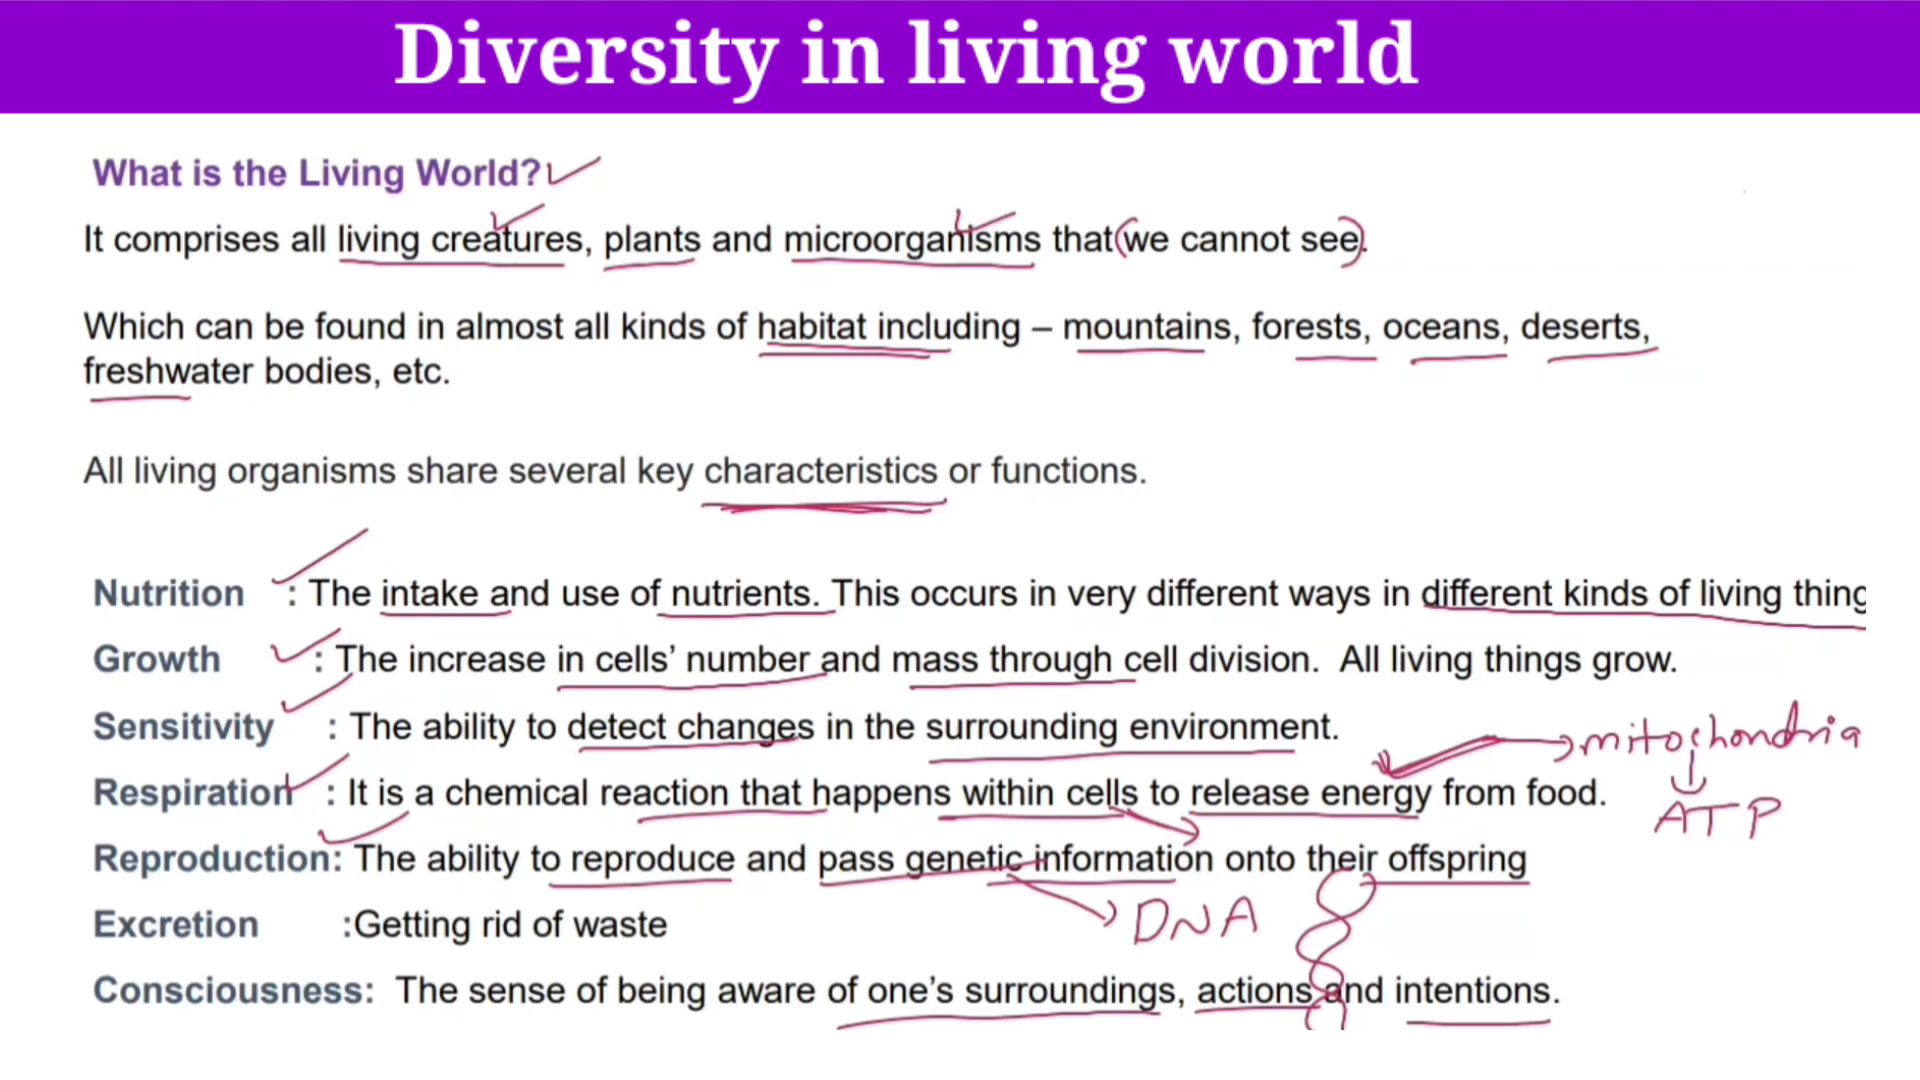 Diversity in living world
What is the Living World?
It comprises all living creatures, plants and microorganisms that (we cannot see).
Which can be found in almost all kinds of habitat including – mountains, forests, oceans, deserts,
freshwater bodies, etc.
All living organisms share several key characteristics or functions.
Nutrition : The intake and use of nutrients. This occurs in very different ways in different kinds of living thing
Growth : The increase in cells’ number and mass through cell division. All living things grow.
Sensitivity : The ability to detect changes in the surrounding environment.
mitochondria
Respiration : It is a chemical reaction that happens within cells to release energy from food.
ATP
Reproduction: The ability to reproduce and pass genetic information onto their offspring
Excretion :Getting rid of waste
DNA
Consciousness: The sense of being aware of one’s surroundings, actions and intentions.